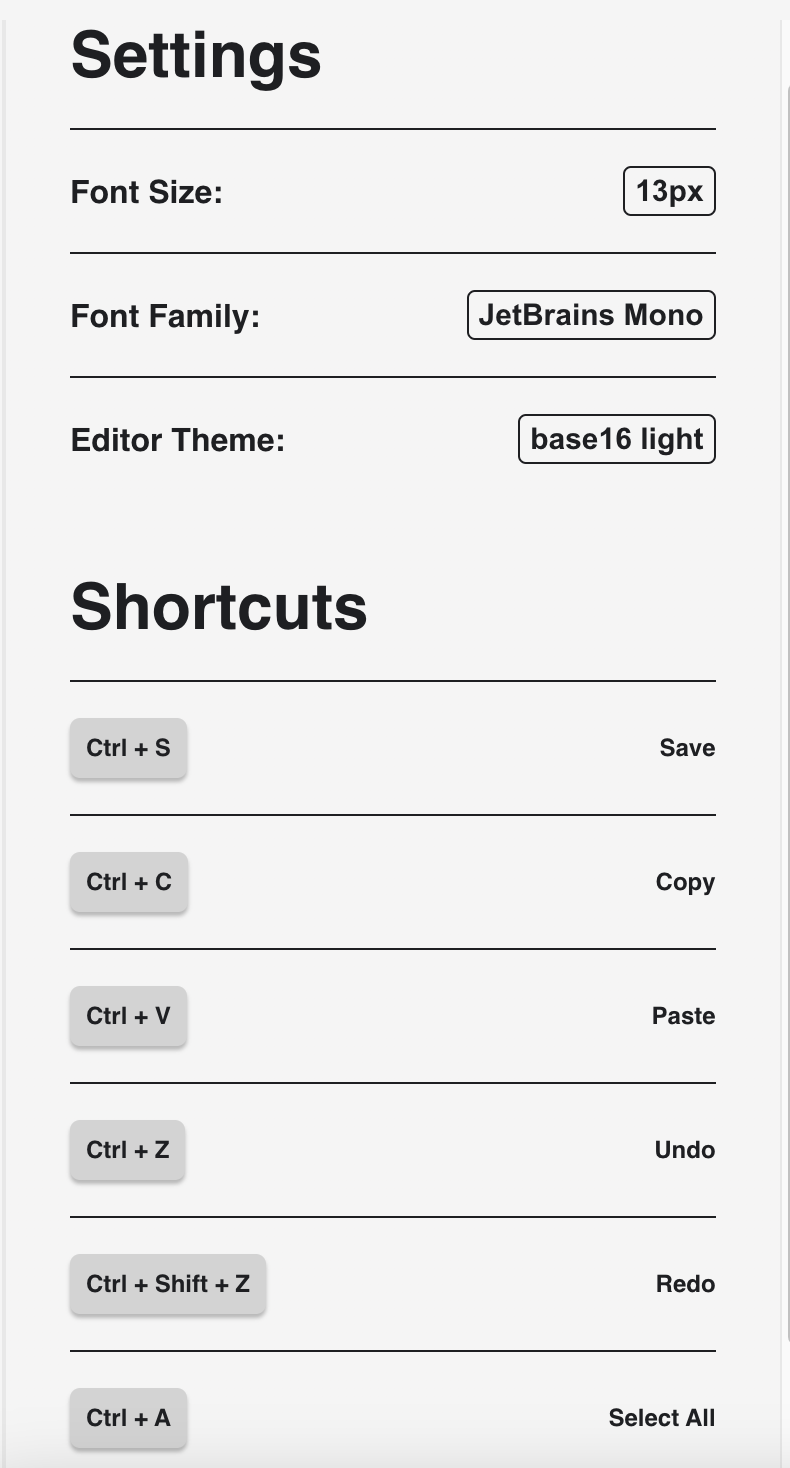 Settings
Font Size: 13px
Font Family: JetBrains Mono
Editor Theme: base16 light
Shortcuts
Ctrl + S Save
Ctrl + C Copy
Ctrl + V Paste
Ctrl + Z Undo
Ctrl + Shift + Z Redo
Ctrl + A Select All